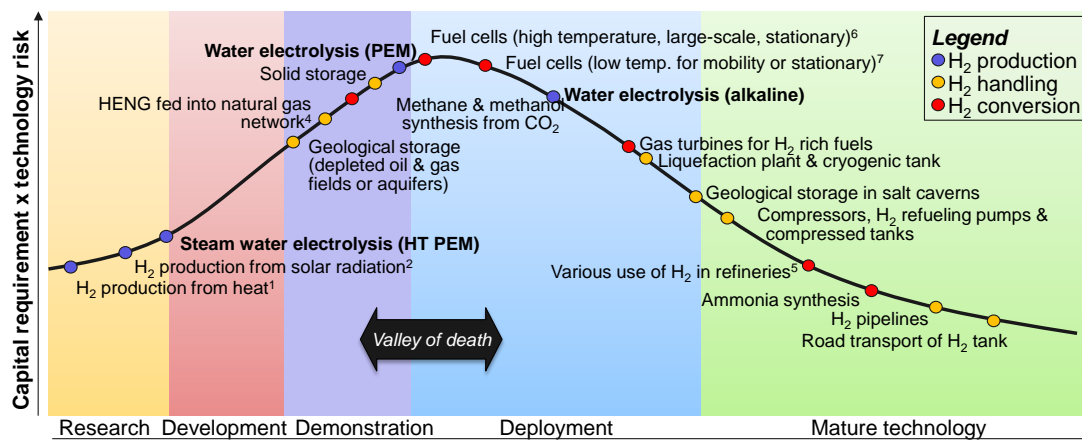 Capital requirement x technology risk
Water electrolysis (PEM)
Solid storage
HENG fed into natural gas
network⁴
Geological storage
(depleted oil & gas
fields or aquifers)
Methane & methanol
synthesis from CO₂
Fuel cells (high temperature, large-scale, stationary)⁶
Fuel cells (low temp. for mobility or stationary)⁷
Water electrolysis (alkaline)
Gas turbines for H₂ rich fuels
Liquefaction plant & cryogenic tank
Geological storage in salt caverns
Compressors, H₂ refueling pumps &
compressed tanks
Various use of H₂ in refineries⁵
Ammonia synthesis
H₂ pipelines
Road transport of H₂ tank
Steam water electrolysis (HT PEM)
H₂ production from solar radiation²
H₂ production from heat¹
Valley of death
Legend
H₂ production
H₂ handling
H₂ conversion
Research
Development
Demonstration
Deployment
Mature technology